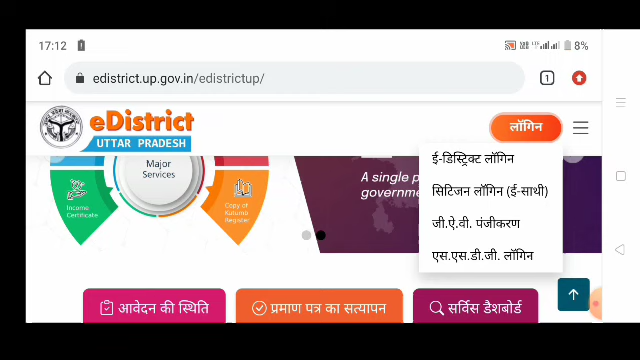 17:12
8%
edistrict.up.gov.in/edistrictup/
1
eDistrict
UTTAR PRADESH
लॉगिन
ई-डिस्ट्रिक्ट लॉगिन
सिटिजन लॉगिन (ई-साथी)
जी.ऐ.वी. पंजीकरण
एस.एस.डी.जी. लॉगिन
Major
Services
Income
Certificate
Copy of
Kutumb
Register
A single p
governme
आवेदन की स्थिति
प्रमाण पत्र का सत्यापन
सर्विस डैशबोर्ड